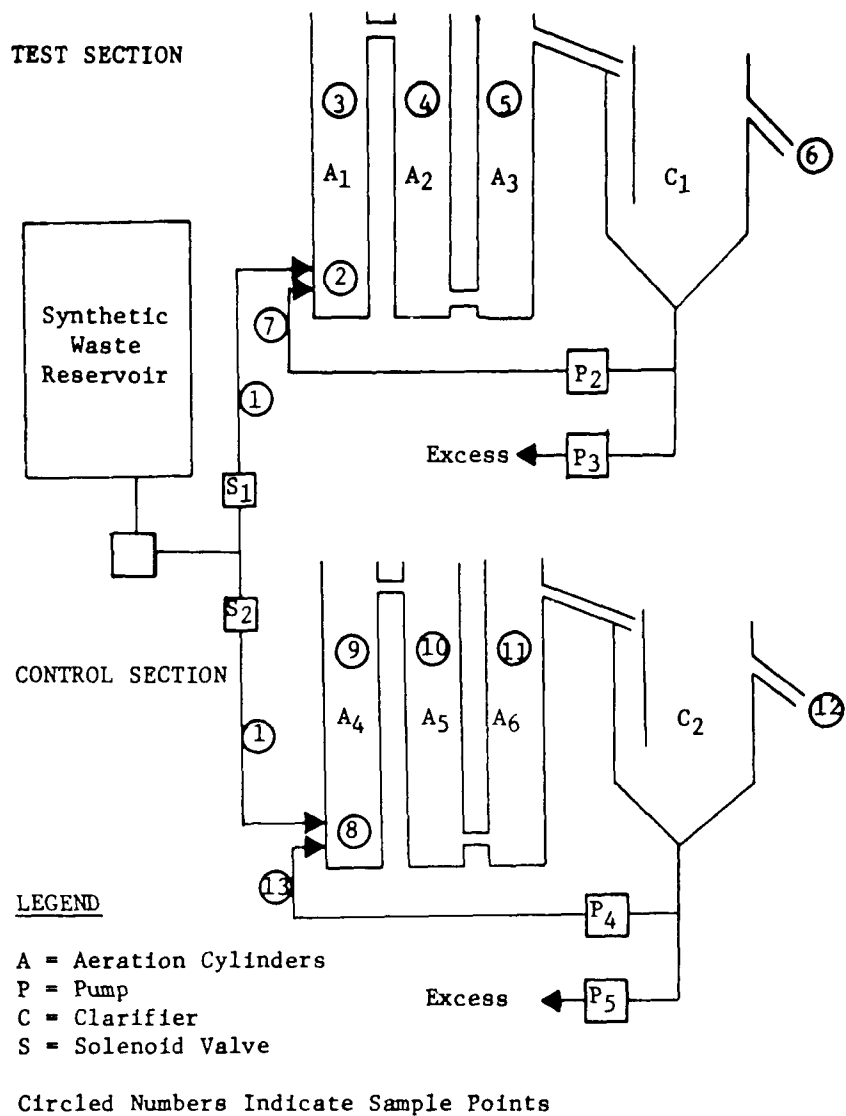 TEST SECTION
3 4 5
A1 A2 A3
6
C1
2
Synthetic
Waste
Reservoir
7
1
P2
Excess P3
S1
S2
CONTROL SECTION
9 10 11
A4 A5 A6
12
C2
1
8
13
P4
Excess P5
LEGEND
A = Aeration Cylinders
P = Pump
C = Clarifier
S = Solenoid Valve
Circled Numbers Indicate Sample Points